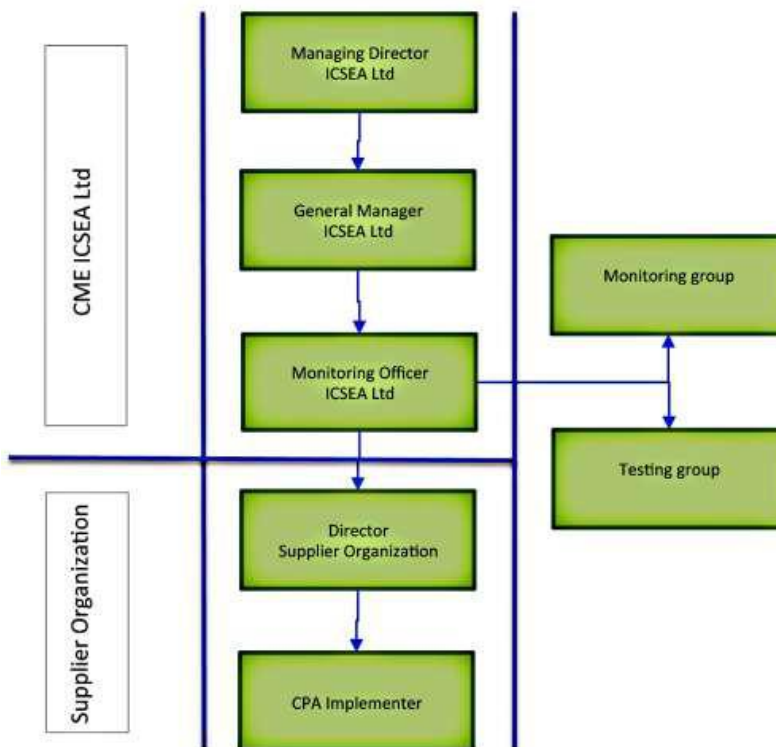 CME ICSEA Ltd
Managing Director
ICSEA Ltd
General Manager
ICSEA Ltd
Monitoring Officer
ICSEA Ltd
Monitoring group
Testing group
Supplier Organization
Director
Supplier Organization
CPA Implementer